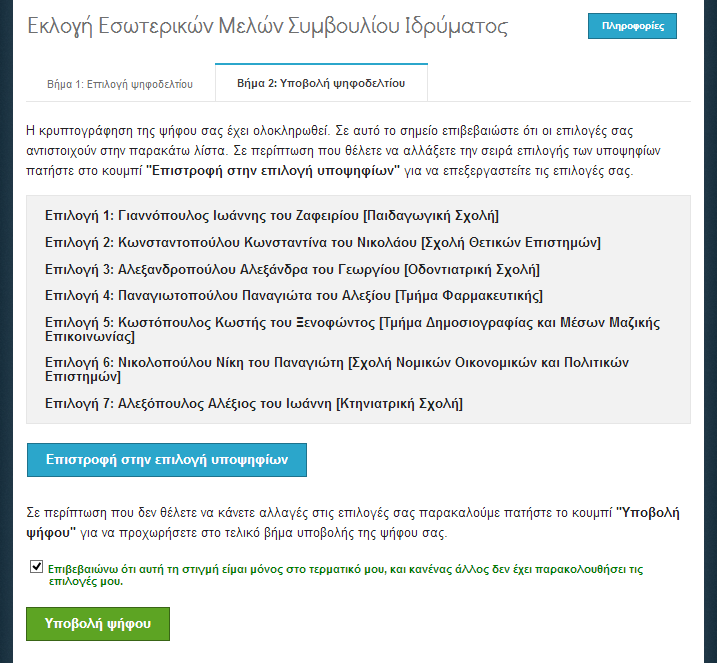 Εκλογή Εσωτερικών Μελών Συμβουλίου Ιδρύματος
Πληροφορίες
Βήμα 1: Επιλογή ψηφοδελτίου
Βήμα 2: Υποβολή ψηφοδελτίου
Η κρυπτογράφηση της ψήφου σας έχει ολοκληρωθεί. Σε αυτό το σημείο επιβεβαιώστε ότι οι επιλογές σας
αντιστοιχούν στην παρακάτω λίστα. Σε περίπτωση που θέλετε να αλλάξετε την σειρά επιλογής των υποψηφίων
πατήστε στο κουμπί "Επιστροφή στην επιλογή υποψηφίων" για να επεξεργαστείτε τις επιλογές σας.
Επιλογή 1: Γιαννόπουλος Ιωάννης του Ζαφειρίου [Παιδαγωγική Σχολή]
Επιλογή 2: Κωνσταντοπούλου Κωνσταντίνα του Νικολάου [Σχολή Θετικών Επιστημών]
Επιλογή 3: Αλεξανδροπούλου Αλεξάνδρα του Γεωργίου [Οδοντιατρική Σχολή]
Επιλογή 4: Παναγιωτοπούλου Παναγιώτα του Αλεξίου [Τμήμα Φαρμακευτικής]
Επιλογή 5: Κωστόπουλος Κωστής του Ξενοφώντος [Τμήμα Δημοσιογραφίας και Μέσων Μαζικής
Επικοινωνίας]
Επιλογή 6: Νικολοπούλου Νίκη του Παναγιώτη [Σχολή Νομικών Οικονομικών και Πολιτικών
Επιστημών]
Επιλογή 7: Αλεξόπουλος Αλέξιος του Ιωάννη [Κτηνιατρική Σχολή]
Επιστροφή στην επιλογή υποψηφίων
Σε περίπτωση που δεν θέλετε να κάνετε αλλαγές στις επιλογές σας παρακαλούμε πατήστε το κουμπί "Υποβολή
ψήφου" για να προχωρήσετε στο τελικό βήμα υποβολής της ψήφου σας.
Επιβεβαιώνω ότι αυτή τη στιγμή είμαι μόνος στο τερματικό μου, και κανένας άλλος δεν έχει παρακολουθήσει τις
επιλογές μου.
Υποβολή ψήφου